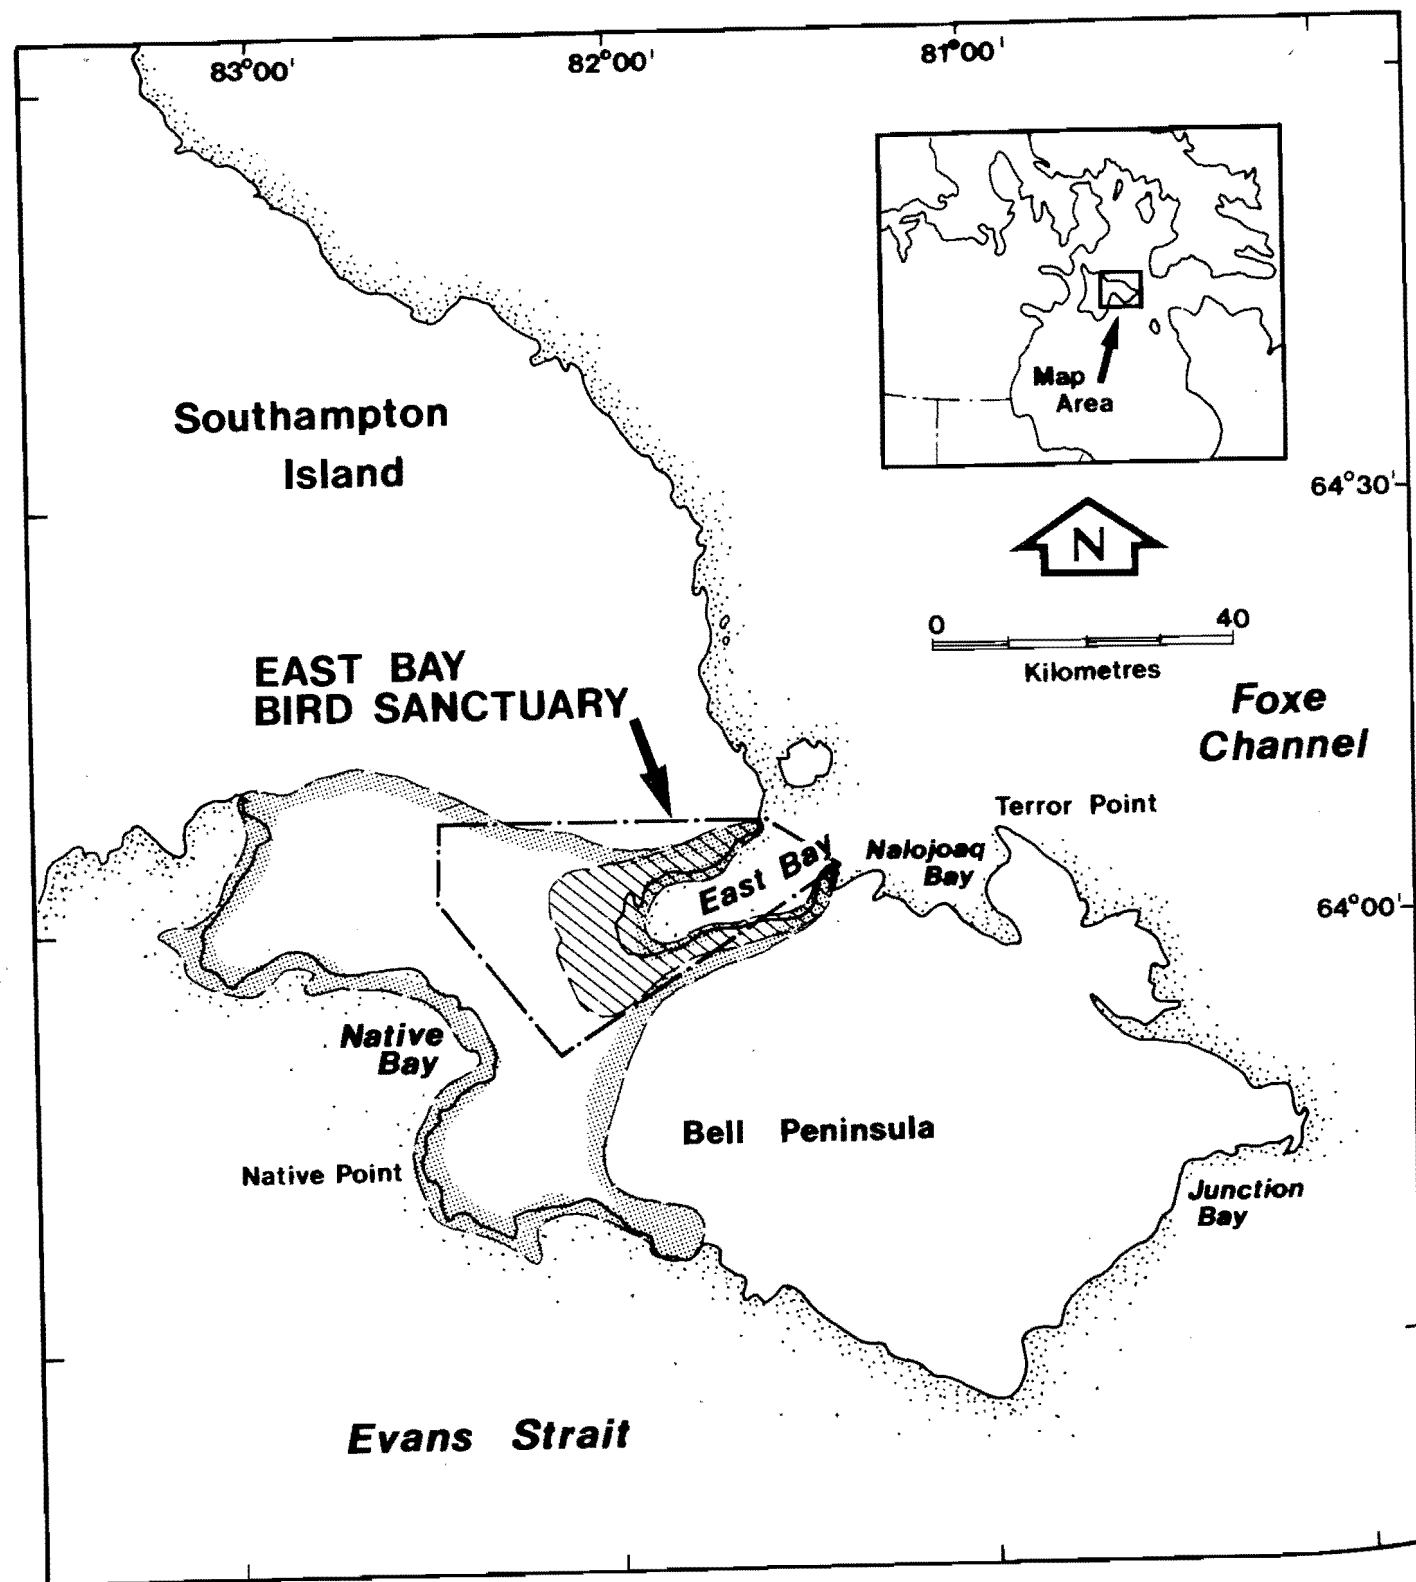 83°00'
82°00'
81°00'
Map
Area
Southampton
Island
64°30'
N
0
40
Kilometres
EAST BAY
BIRD SANCTUARY
Foxe
Channel
Terror Point
East Bay
Nalojoaq
Bay
64°00'
Native
Bay
Bell Peninsula
Native Point
Junction
Bay
Evans Strait